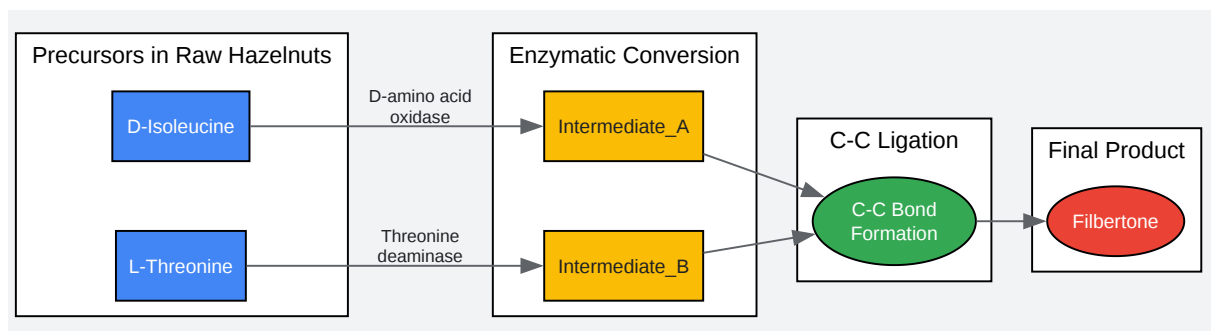 Precursors in Raw Hazelnuts
D-Isoleucine
L-Threonine
D-amino acid
oxidase
Threonine
deaminase
Enzymatic Conversion
Intermediate_A
Intermediate_B
C-C Ligation
C-C Bond
Formation
Final Product
Filbertone